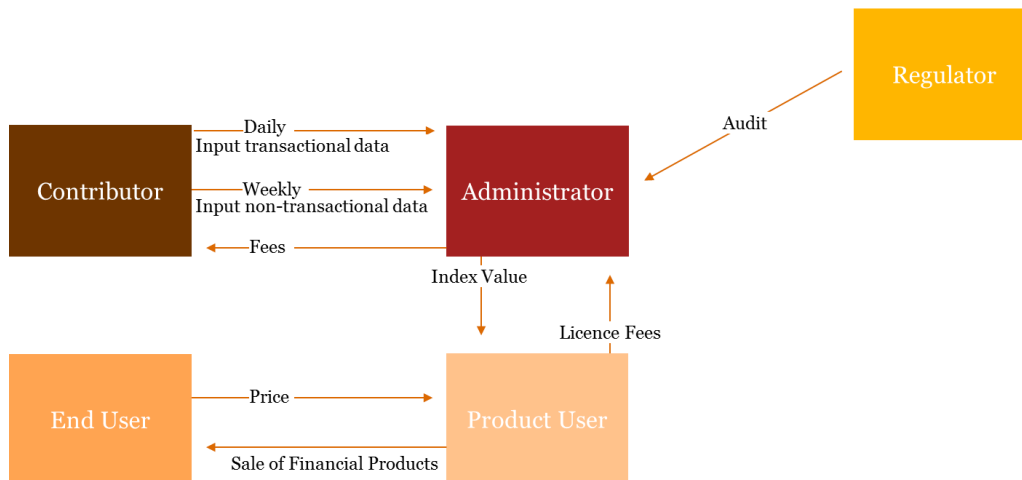 Regulator
Audit
Daily
Input transactional data
Contributor
Weekly
Administrator
Input non-transactional data
Fees
Index Value
Licence Fees
End User
Price
Product User
Sale of Financial Products